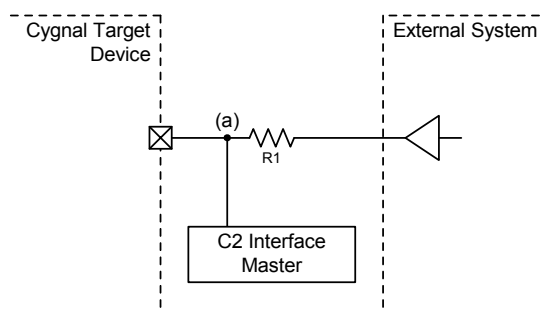 Cygnal Target
Device
External System
(a)
R1
C2 Interface
Master